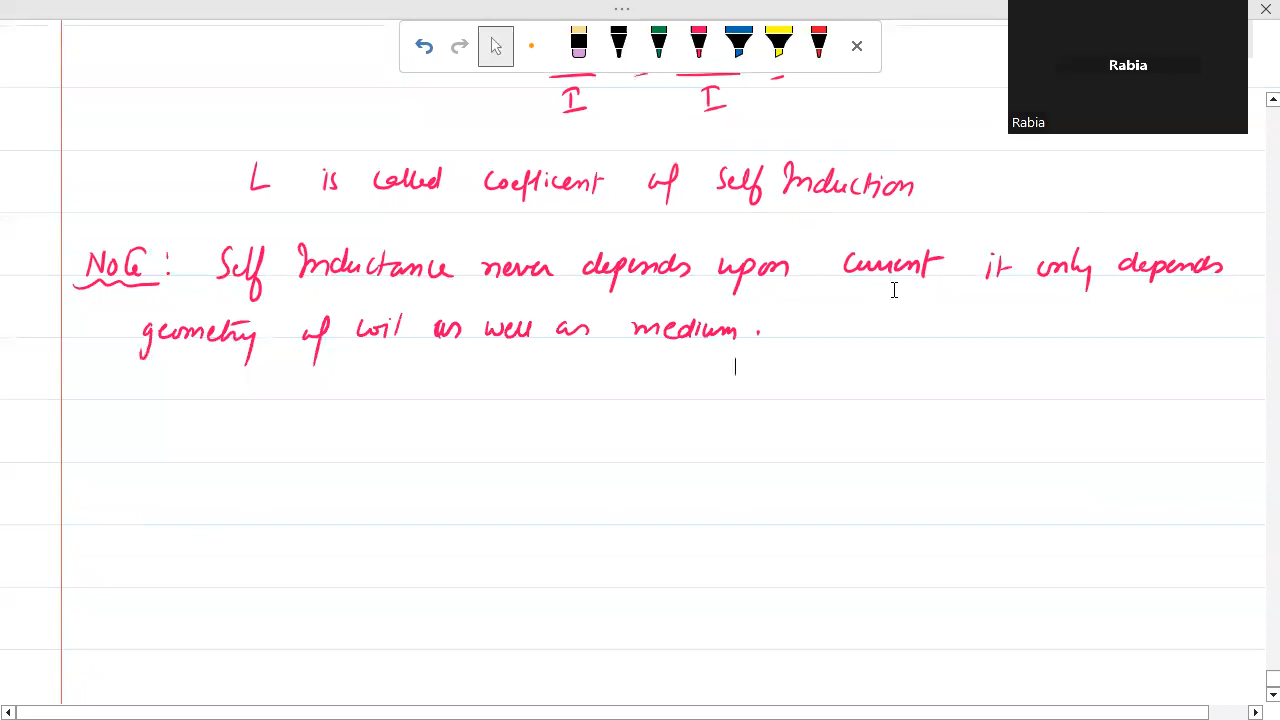 Rabia
Rabia
I I
L is called coefficent of Self Induction
Note : Self Inductance never depends upon current it only depends
geometry of coil as well as medium .